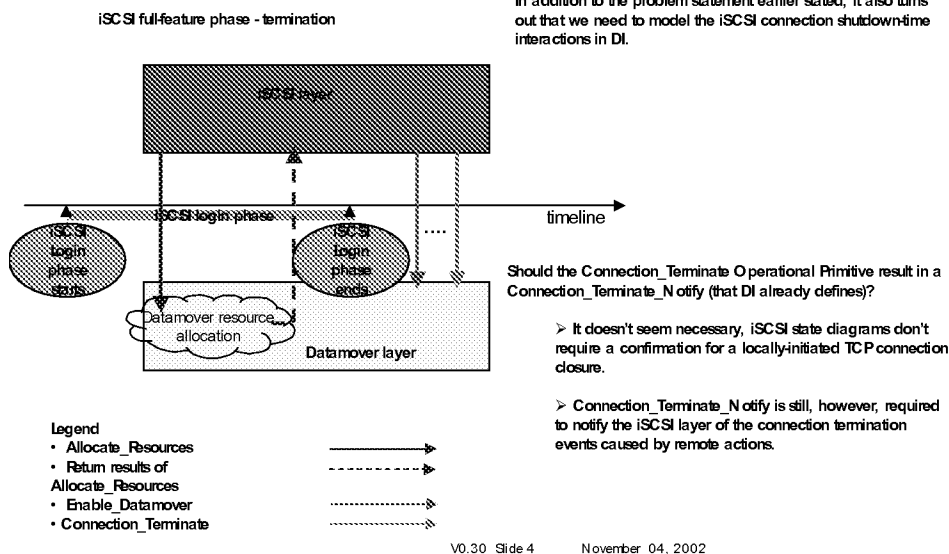 In addition to the problem statement earlier stated, it also turns
out that we need to model the iSCSI connection shutdown-time
interactions in DI.
iSCSI full-feature phase - termination
iSCSI layer
iSCSI login phase
timeline
iSCSI
Login
phase
starts
iSCSI
Login
phase
ends
....
Datamover resource
allocation
Datamover layer
Should the Connection_Terminate Operational Primitive result in a
Connection_Terminate_Notify (that DI already defines)?
➢ It doesn't seem necessary, iSCSI state diagrams don't
require a confirmation for a locally-initiated TCP connection
closure.
➢ Connection_Terminate_Notify is still, however, required
to notify the iSCSI layer of the connection termination
events caused by remote actions.
Legend
• Allocate_Resources
• Return results of
Allocate_Resources
• Enable_Datamover
• Connection_Terminate
V0.30 Slide 4 November 04, 2002